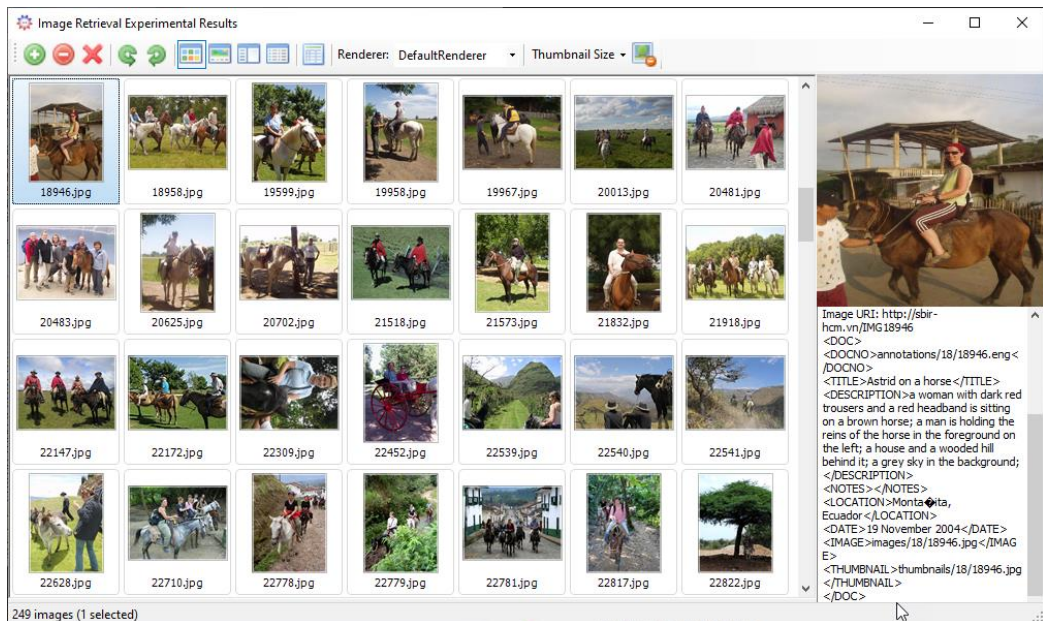 Image Retrieval Experimental Results
Renderer: DefaultRenderer Thumbnail Size
18946.jpg 18958.jpg 19599.jpg 19958.jpg 19967.jpg 20013.jpg 20481.jpg
20483.jpg 20625.jpg 20702.jpg 21518.jpg 21573.jpg 21832.jpg 21918.jpg
22147.jpg 22172.jpg 22309.jpg 22452.jpg 22539.jpg 22540.jpg 22541.jpg
22628.jpg 22710.jpg 22778.jpg 22779.jpg 22781.jpg 22817.jpg 22822.jpg
Image URI: http://sbir-
hcm.vn/IMG18946
<DOC>
<DOCNO>annotations/18/18946.eng<
/DOCNO>
<TITLE>Astrid on a horse</TITLE>
<DESCRIPTION>a woman with dark red
trousers and a red headband is sitting
on a brown horse; a man is holding the
reins of the horse in the foreground on
the left; a house and a wooded hill
behind it; a grey sky in the background;
</DESCRIPTION>
<NOTES></NOTES>
<LOCATION>Monta�ita,
Ecuador</LOCATION>
<DATE>19 November 2004</DATE>
<IMAGE>images/18/18946.jpg</IMAG
E>
<THUMBNAIL>thumbnails/18/18946.jpg
</THUMBNAIL>
</DOC>
249 images (1 selected)